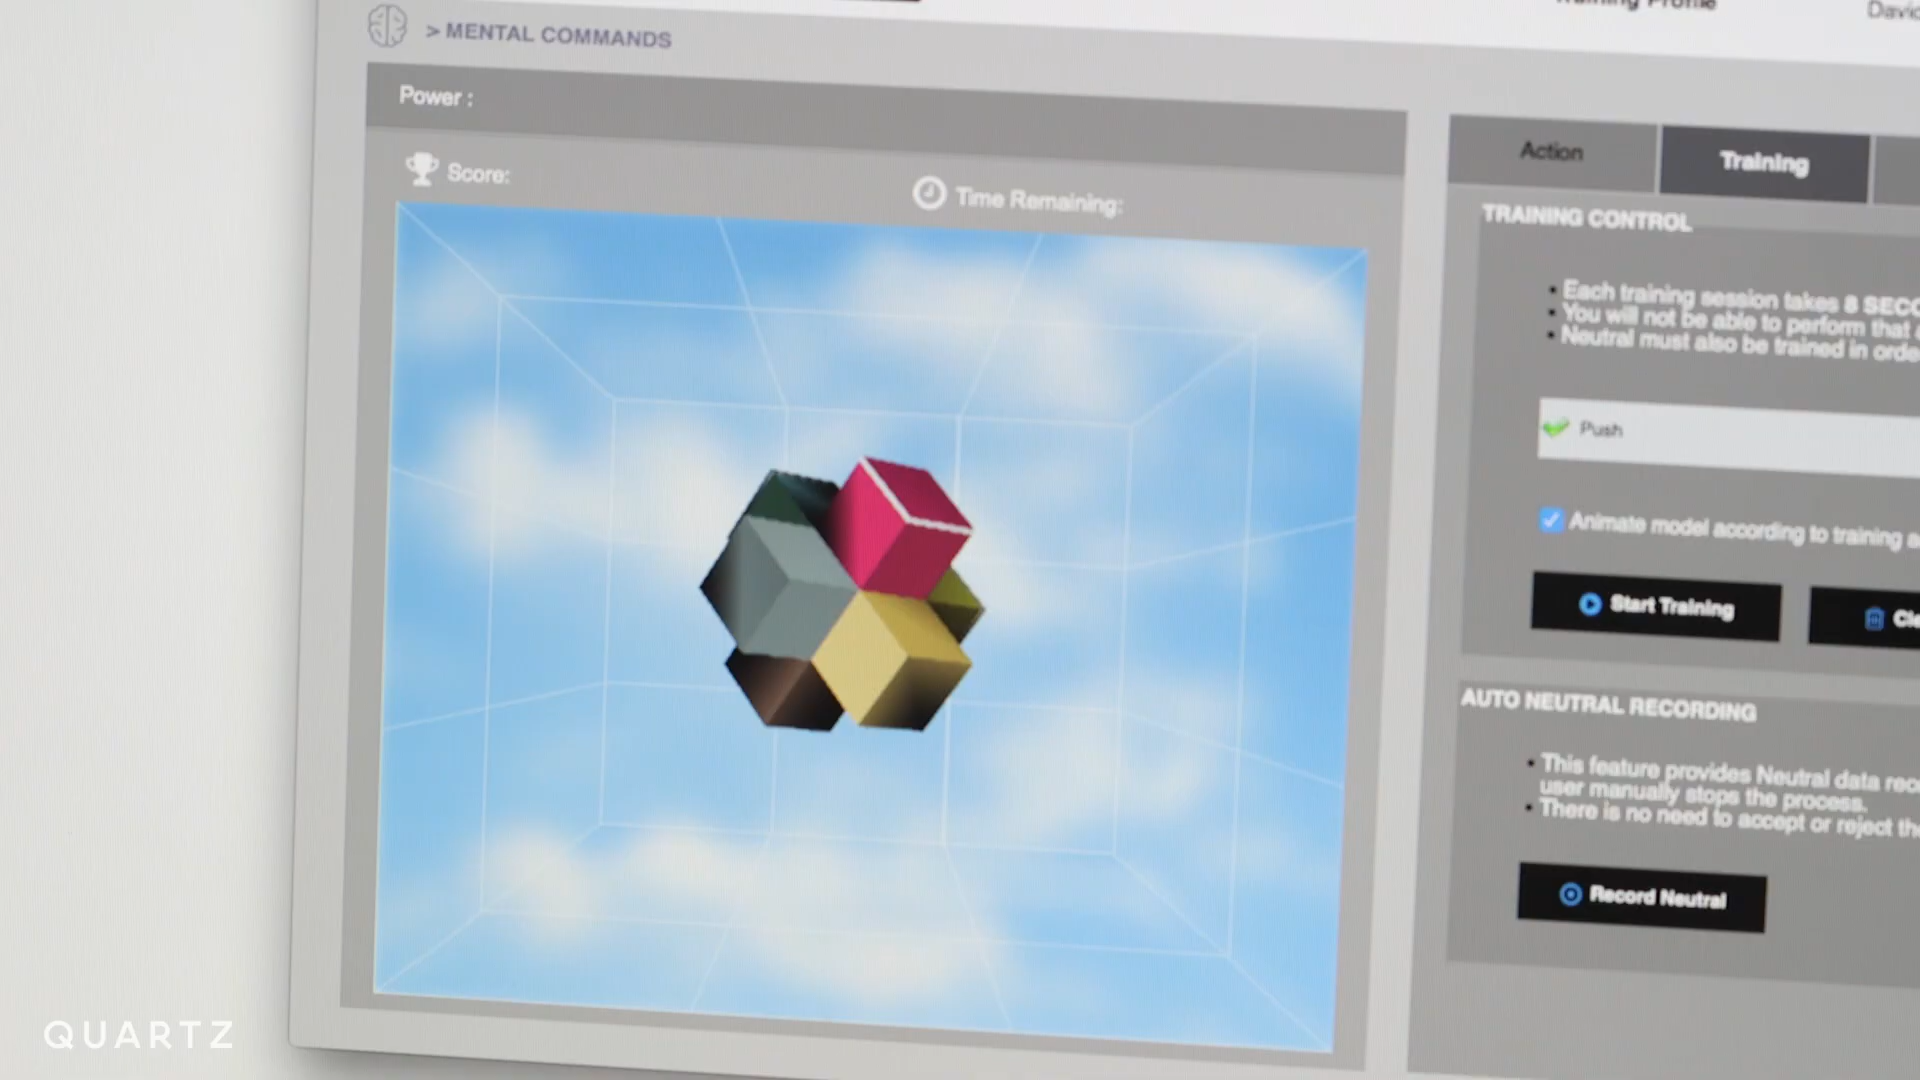 Training Profile
> MENTAL COMMANDS
Power :
Score:
Time Remaining:
Action
Training
TRAINING CONTROL
• Each training session takes 8
• You will not be able to perform that
• Neutral must also be trained in
Push
Animate model according to training
Start Training
AUTO NEUTRAL RECORDING
• This feature provides Neutral data
user manually stops the process.
• There is no need to accept or reject
Record Neutral
QUARTZ